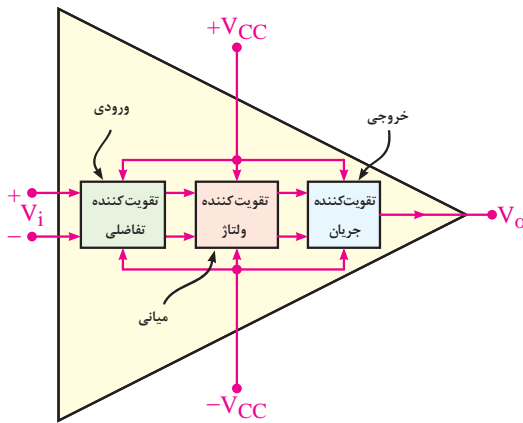 +VCC
ورودی
خروجی
تقویت‌کننده
تفاضلی
تقویت‌کننده
ولتاژ
تقویت‌کننده
جریان
+
Vi
−
Vo
میانی
−VCC